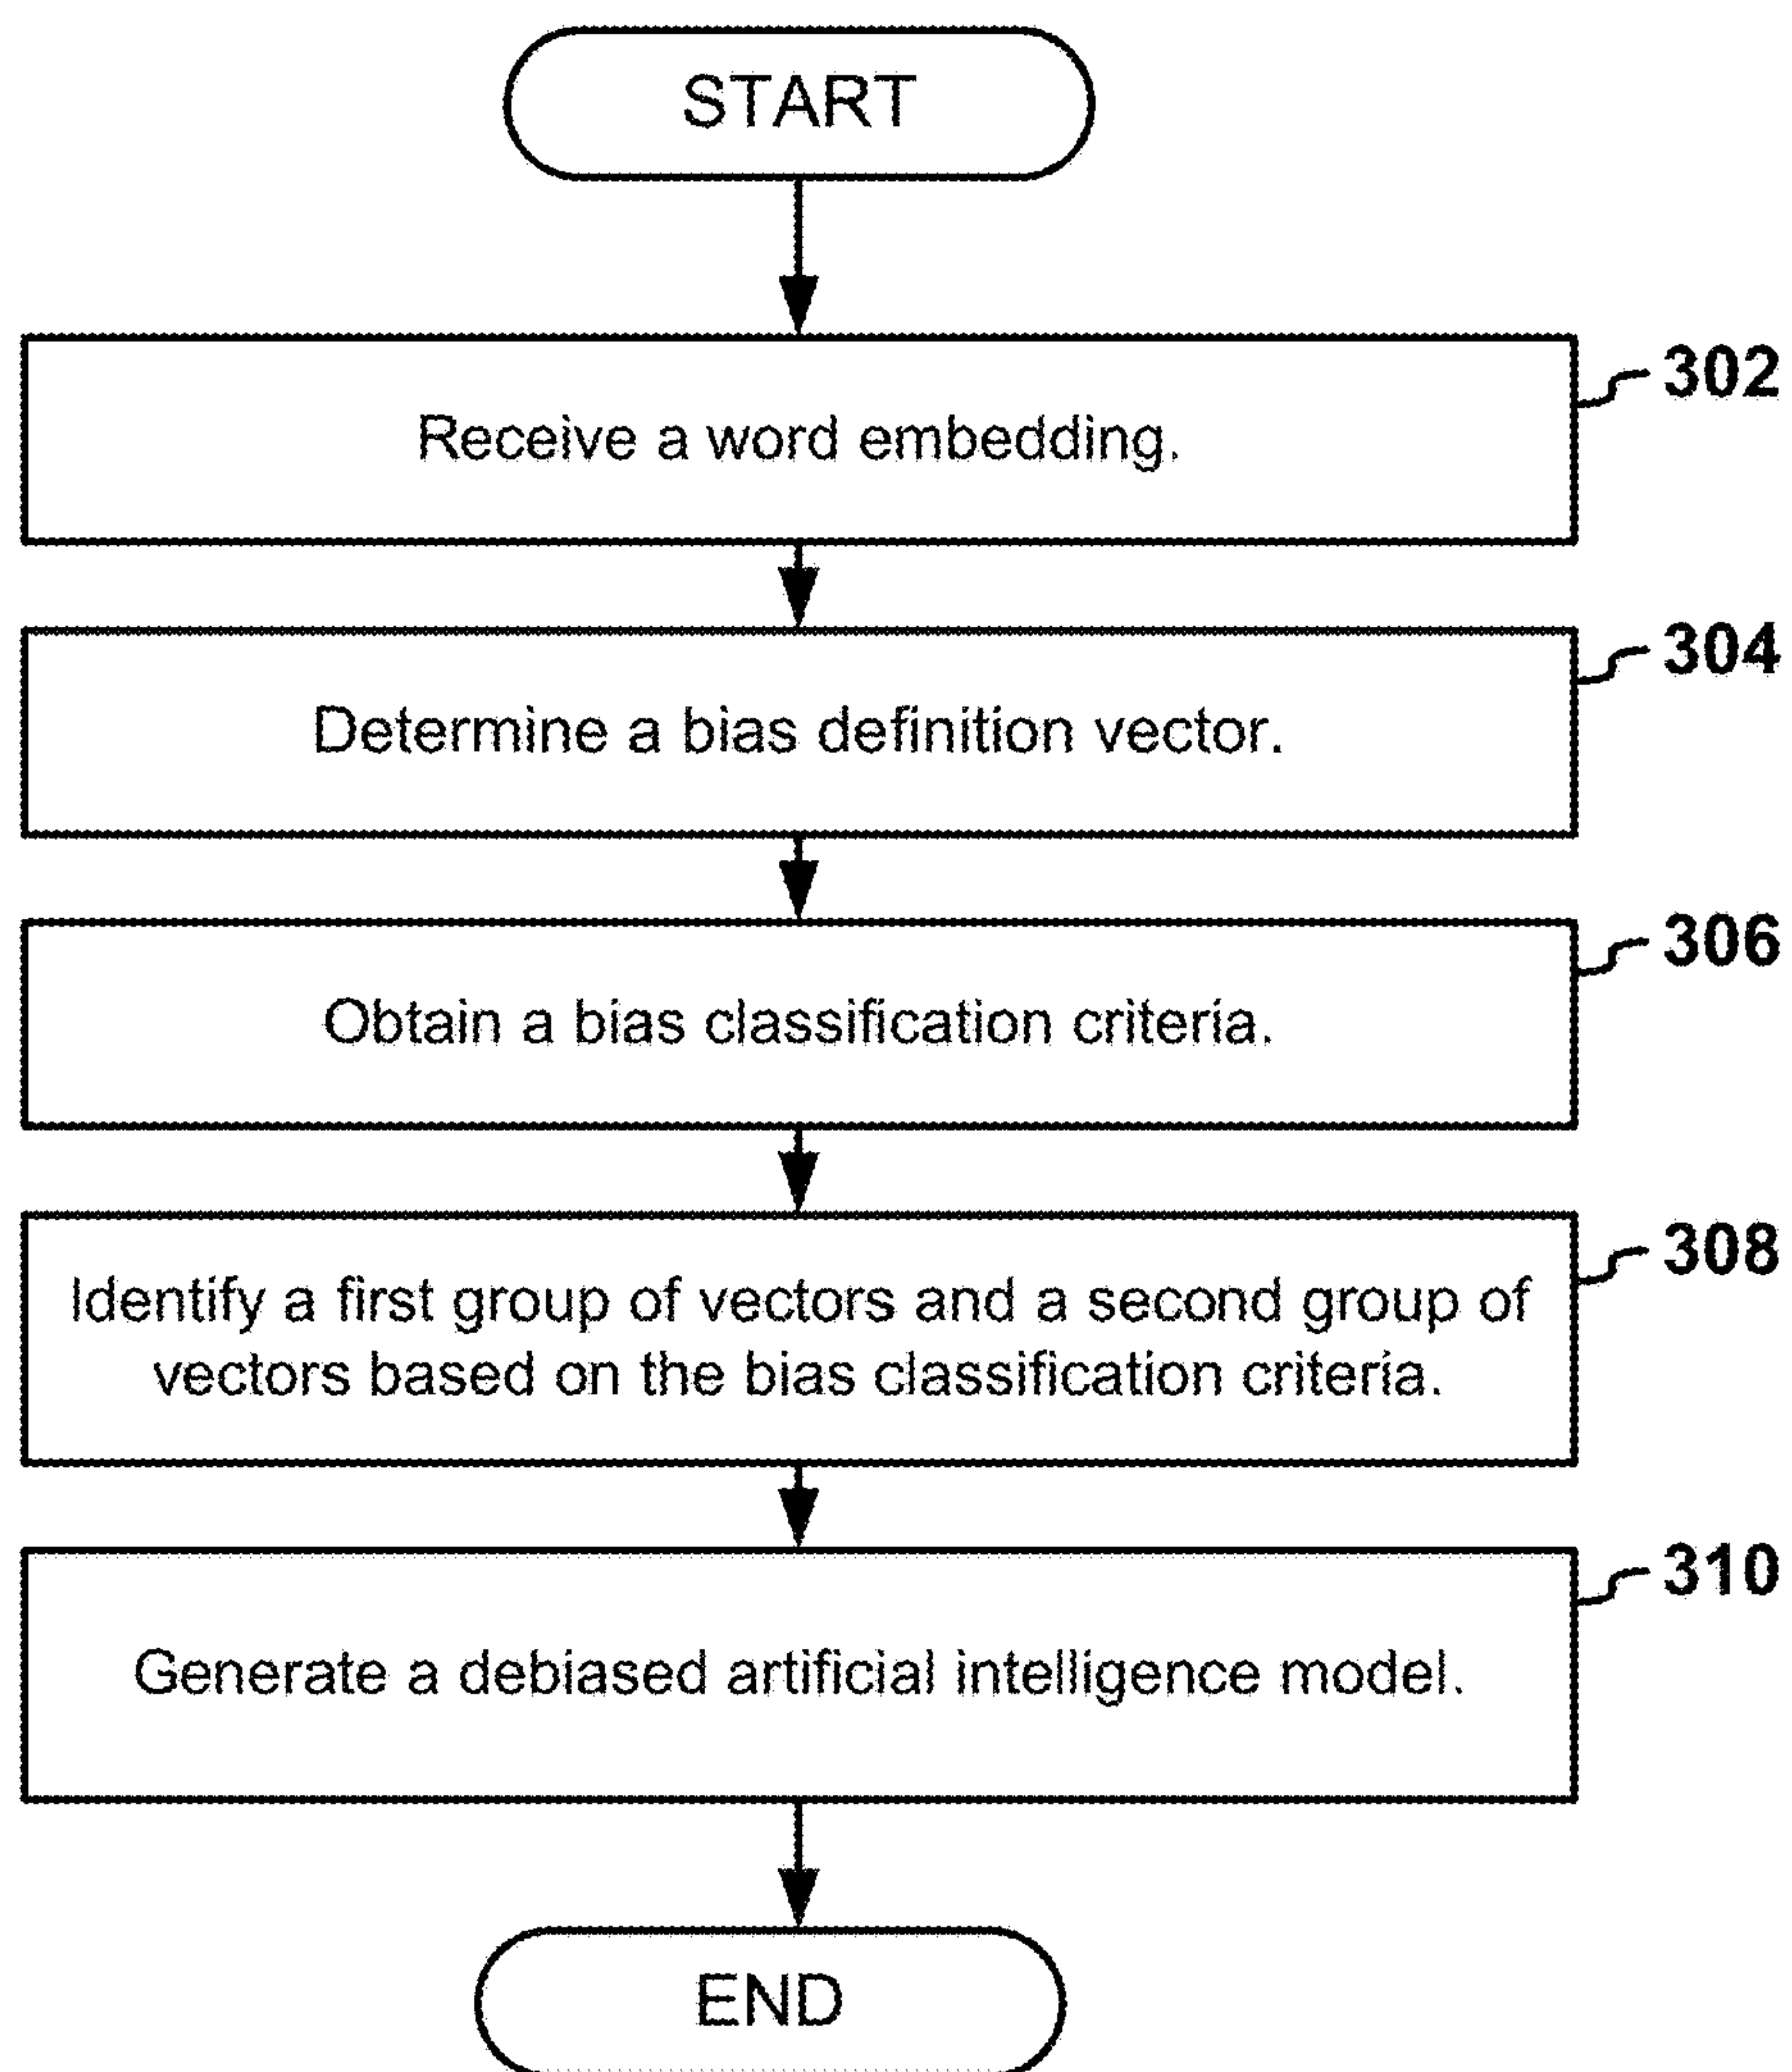 START
302
Receive a word embedding.
304
Determine a bias definition vector.
306
Obtain a bias classification criteria.
308
Identify a first group of vectors and a second group of
vectors based on the bias classification criteria.
310
Generate a debiased artificial intelligence model.
END